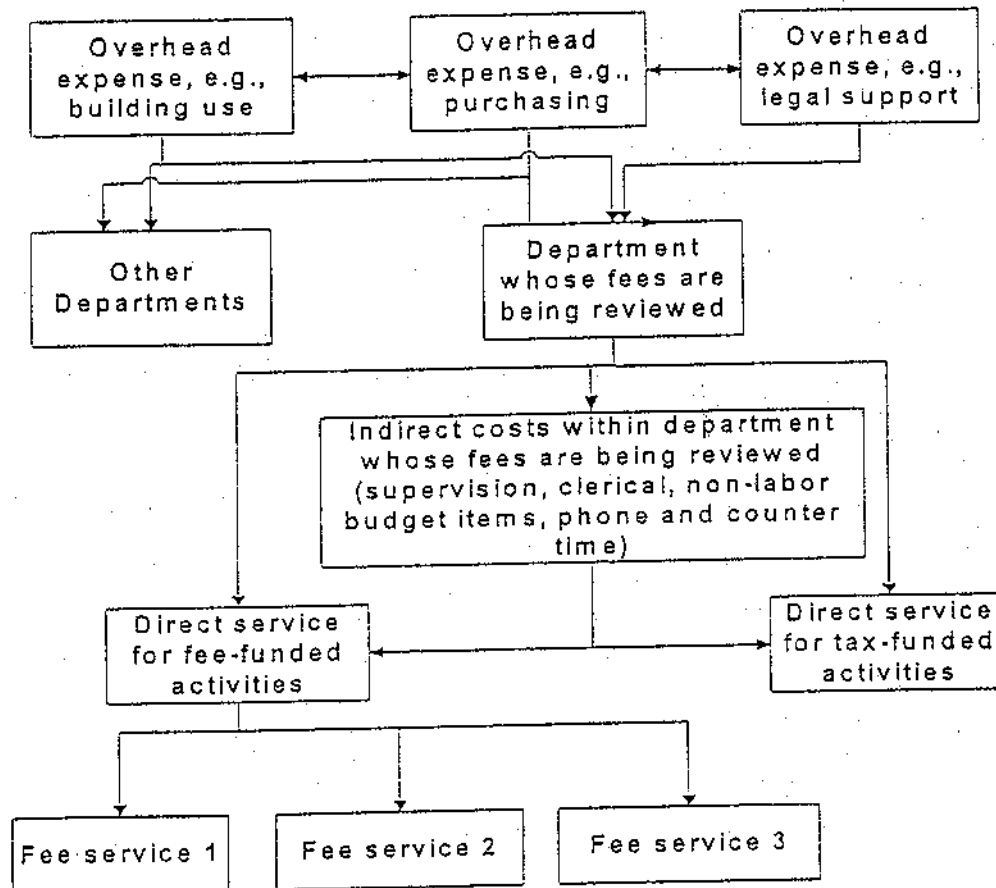 Overhead
expense, e.g.,
building use
Overhead
expense, e.g.,
purchasing
Overhead
expense, e.g.,
legal support
Other
Departments
Department
whose fees are
being reviewed
Indirect costs within department
whose fees are being reviewed
(supervision, clerical, non-labor
budget items, phone and counter
time)
Direct service
for fee-funded
activities
Direct service
for tax-funded
activities
Fee service 1
Fee service 2
Fee service 3